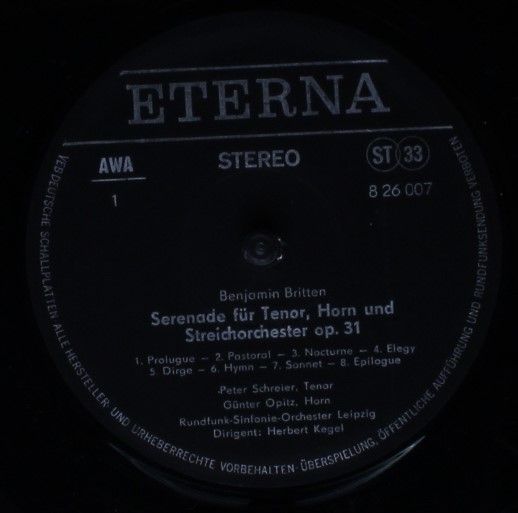 ETERNA
AWA
STEREO
ST 33
1
8 26 007
Benjamin Britten
Serenade für Tenor, Horn und
Streichorchester op. 31
1. Prologue – 2. Pastoral – 3. Nocturne – 4. Elegy
5. Dirge – 6. Hymn – 7. Sonnet – 8. Epilogue
Peter Schreier, Tenor
Günter Opitz, Horn
Rundfunk-Sinfonie-Orchester Leipzig
Dirigent: Herbert Kegel
VEB DEUTSCHE SCHALLPLATTEN ALLE HERSTELLER- UND URHEBERRECHTE VORBEHALTEN · ÜBERSPIELUNG, ÖFFENTLICHE AUFFÜHRUNG UND RUNDFUNKSENDUNG VERBOTEN